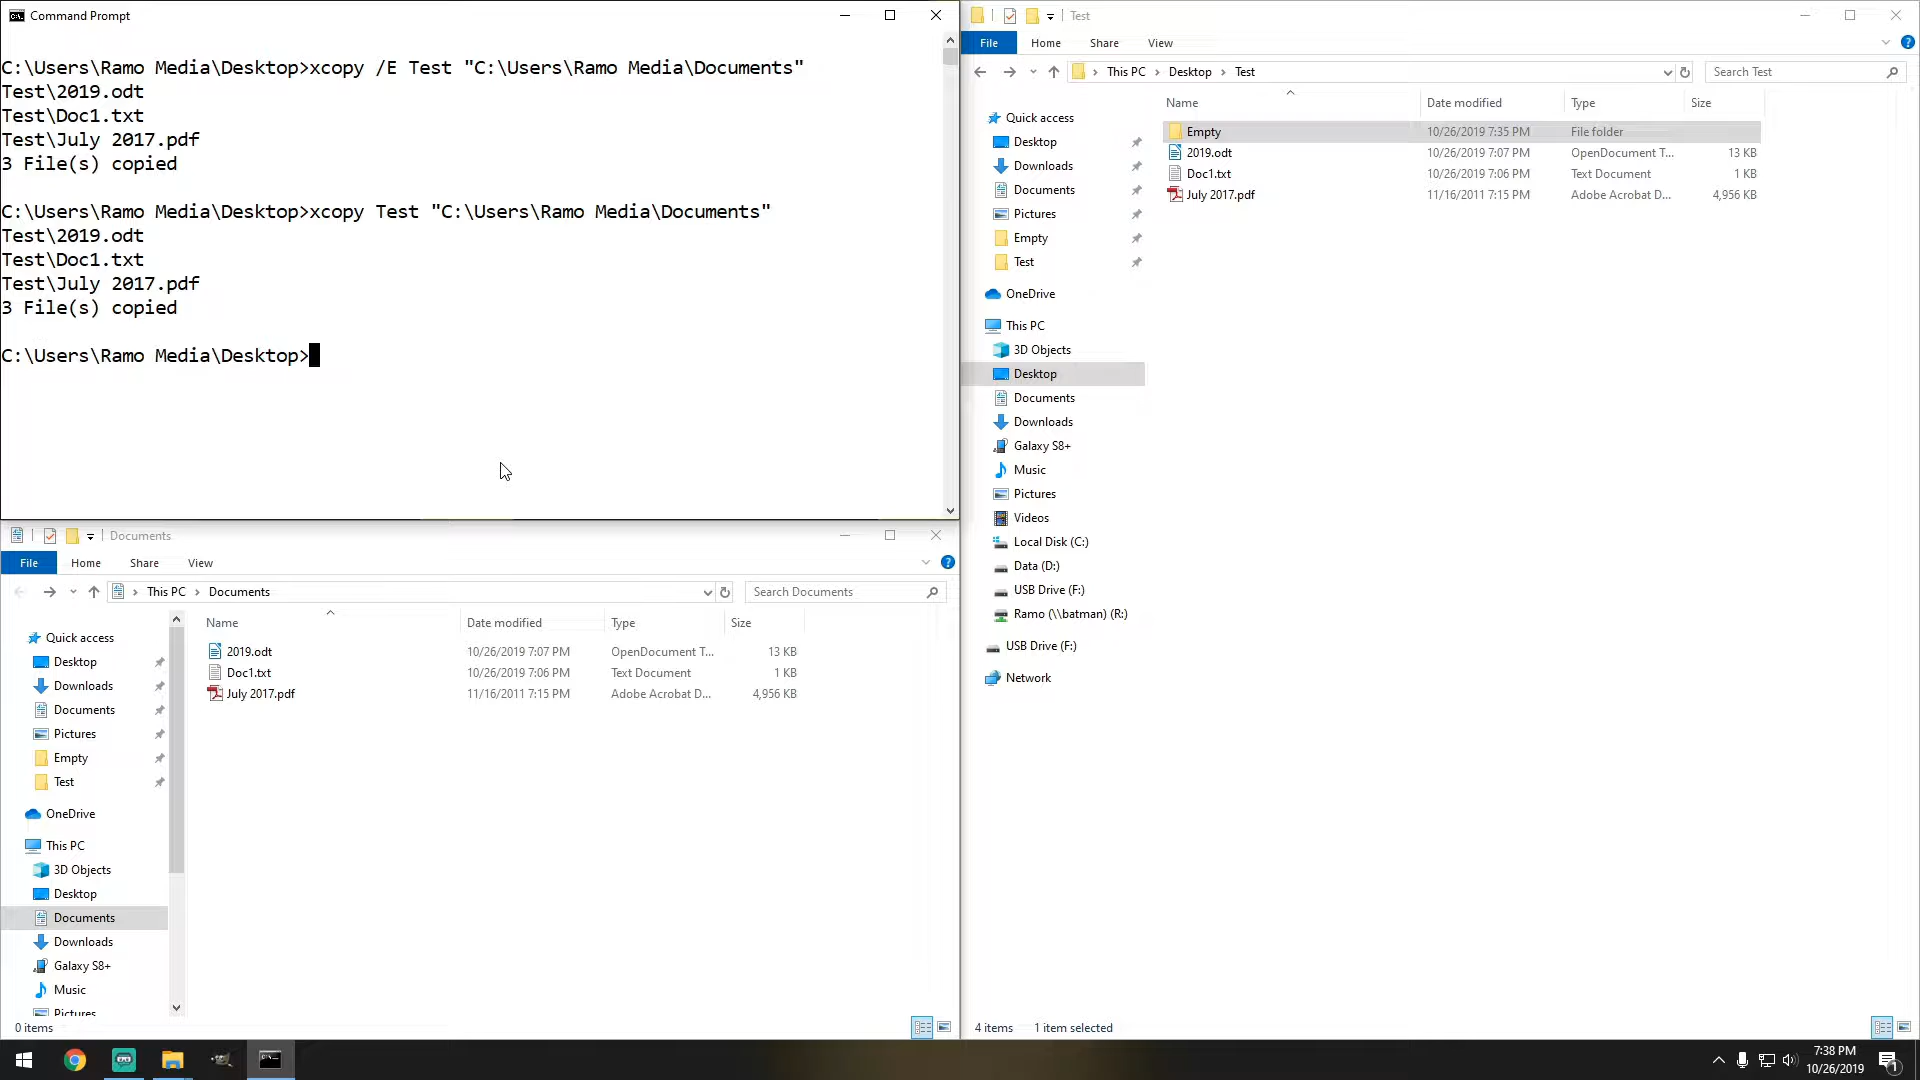 Command Prompt
C:\Users\Ramo Media\Desktop>xcopy /E Test "C:\Users\Ramo Media\Documents"
Test\2019.odt
Test\Doc1.txt
Test\July 2017.pdf
3 File(s) copied
C:\Users\Ramo Media\Desktop>xcopy Test "C:\Users\Ramo Media\Documents"
Test\2019.odt
Test\Doc1.txt
Test\July 2017.pdf
3 File(s) copied
C:\Users\Ramo Media\Desktop>
Documents
File Home Share View
This PC > Documents
Search Documents
Quick access
Desktop
Downloads
Documents
Pictures
Empty
Test
OneDrive
This PC
3D Objects
Desktop
Documents
Downloads
Galaxy S8+
Music
Pictures
Name Date modified Type Size
2019.odt 10/26/2019 7:07 PM OpenDocument T... 13 KB
Doc1.txt 10/26/2019 7:06 PM Text Document 1 KB
July 2017.pdf 11/16/2011 7:15 PM Adobe Acrobat D... 4,956 KB
0 items
Test
File Home Share View
This PC > Desktop > Test
Search Test
Quick access
Desktop
Downloads
Documents
Pictures
Empty
Test
OneDrive
This PC
3D Objects
Desktop
Documents
Downloads
Galaxy S8+
Music
Pictures
Videos
Local Disk (C:)
Data (D:)
USB Drive (F:)
Ramo (\\batman) (R:)
USB Drive (F:)
Network
Name Date modified Type Size
Empty 10/26/2019 7:35 PM File folder
2019.odt 10/26/2019 7:07 PM OpenDocument T... 13 KB
Doc1.txt 10/26/2019 7:06 PM Text Document 1 KB
July 2017.pdf 11/16/2011 7:15 PM Adobe Acrobat D... 4,956 KB
4 items 1 item selected
7:38 PM
10/26/2019
1